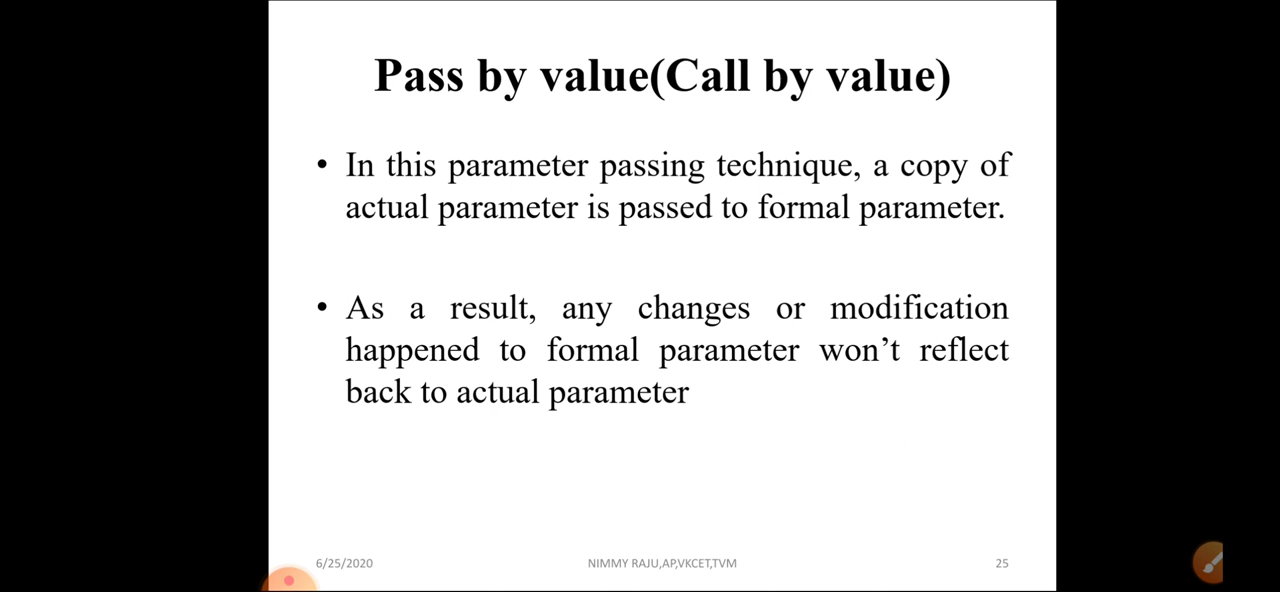 Pass by value(Call by value)
• In this parameter passing technique, a copy of
actual parameter is passed to formal parameter.
• As a result, any changes or modification
happened to formal parameter won’t reflect
back to actual parameter
6/25/2020
NIMMY RAJU,AP,VKCET,TVM
25